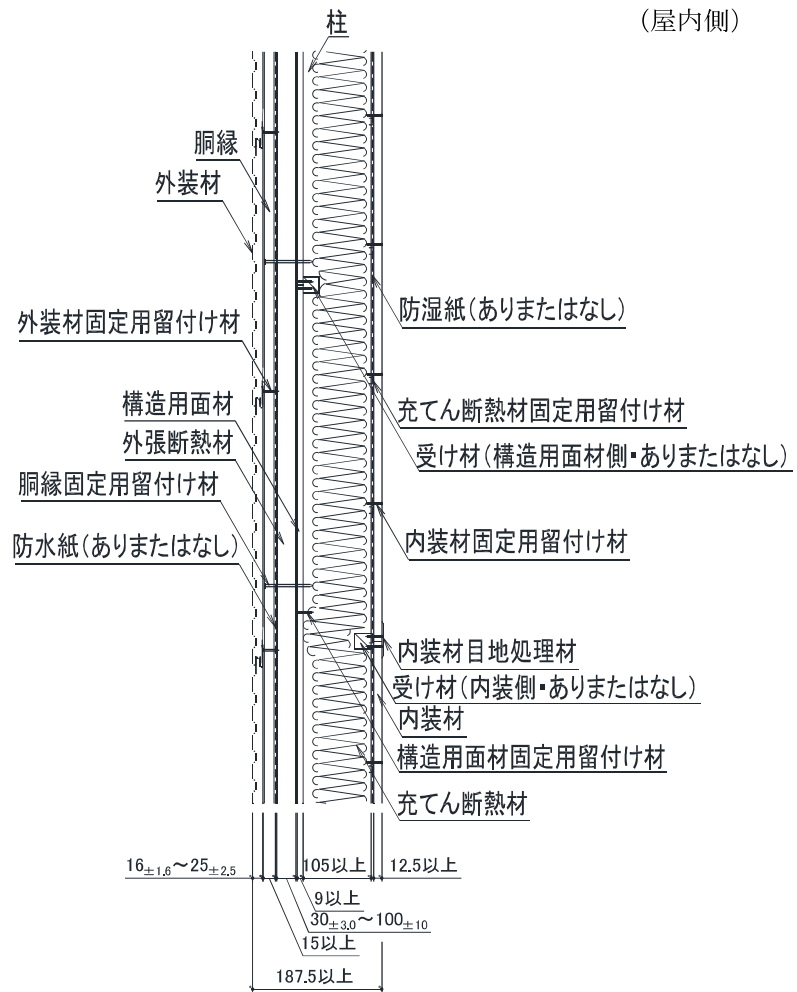 （屋内側）
柱
胴縁
外装材
外装材固定用留付け材
構造用面材
外張断熱材
胴縁固定用留付け材
防水紙（ありまたはなし）
防湿紙（ありまたはなし）
充てん断熱材固定用留付け材
受け材（構造用面材側・ありまたはなし）
内装材固定用留付け材
内装材目地処理材
受け材（内装側・ありまたはなし）
内装材
構造用面材固定用留付け材
充てん断熱材
16±1.6～25±2.5
105以上
12.5以上
9以上
30±3.0～100±10
15以上
187.5以上